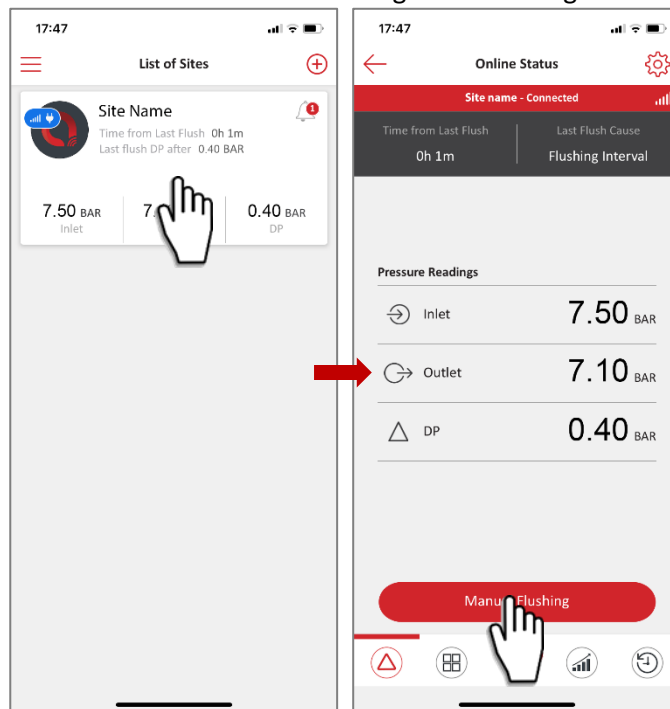 17:47
List of Sites
1
Site Name
Time from Last Flush 0h 1m
Last flush DP after 0.40 BAR
7.50 BAR
0.40 BAR
Inlet
DP
17:47
Online Status
Site name - Connected
Time from Last Flush
Last Flush Cause
0h 1m
Flushing Interval
Pressure Readings
Inlet 7.50 BAR
Outlet 7.10 BAR
DP 0.40 BAR
Flushing